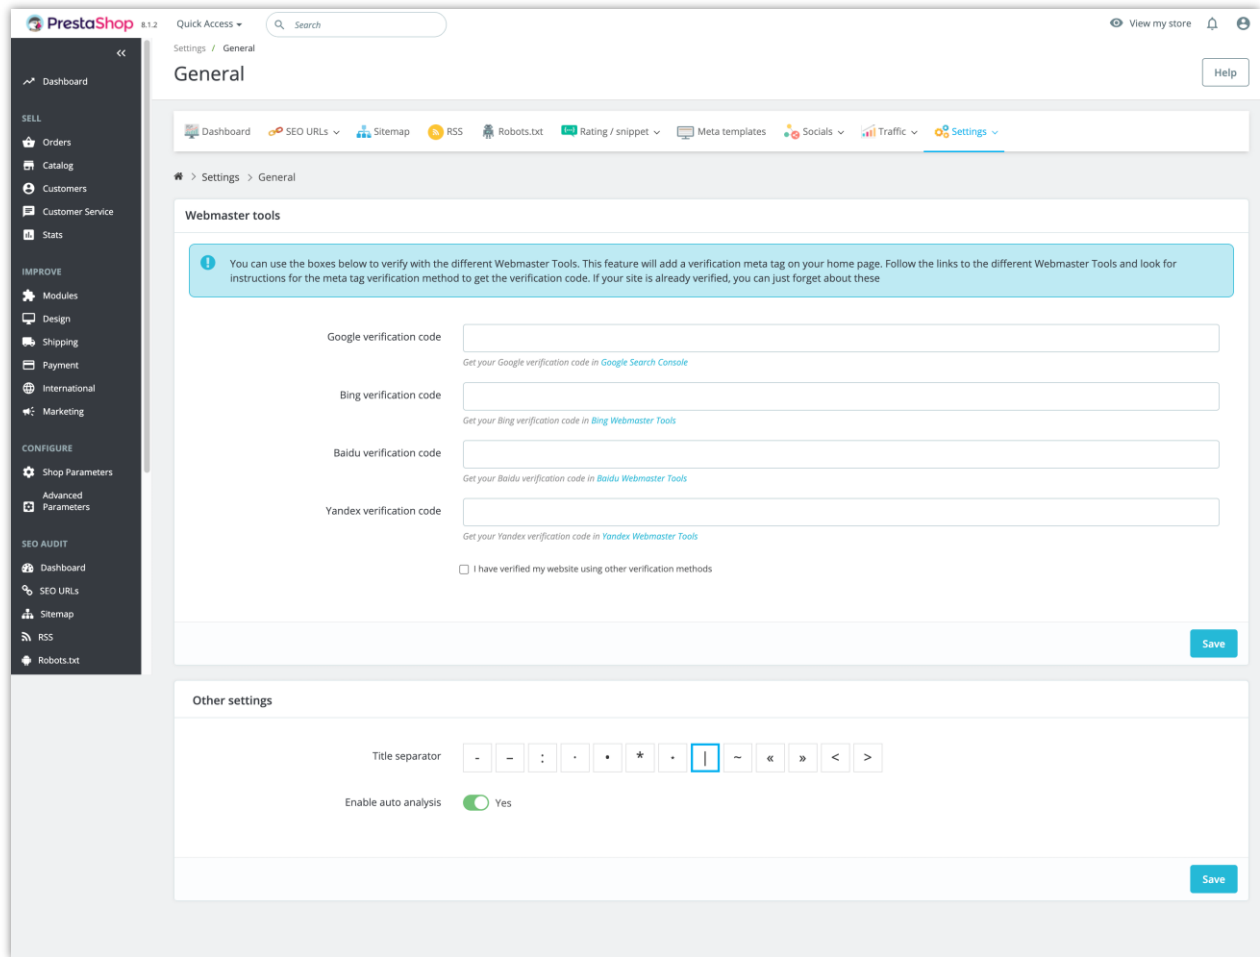 PrestaShop 8.1.2 Quick Access Search View my store
Settings / General
General
Help
Dashboard
SELL
Orders
Catalog
Customers
Customer Service
Stats
IMPROVE
Modules
Design
Shipping
Payment
International
Marketing
CONFIGURE
Shop Parameters
Advanced
Parameters
SEO AUDIT
Dashboard
SEO URLs
Sitemap
RSS
Robots.txt
Dashboard SEO URLs Sitemap RSS Robots.txt Rating / snippet Meta templates Socials Traffic Settings
> Settings > General
Webmaster tools
You can use the boxes below to verify with the different Webmaster Tools. This feature will add a verification meta tag on your home page. Follow the links to the different Webmaster Tools and look for
instructions for the meta tag verification method to get the verification code. If your site is already verified, you can just forget about these
Google verification code
Get your Google verification code in Google Search Console
Bing verification code
Get your Bing verification code in Bing Webmaster Tools
Baidu verification code
Get your Baidu verification code in Baidu Webmaster Tools
Yandex verification code
Get your Yandex verification code in Yandex Webmaster Tools
I have verified my website using other verification methods
Save
Other settings
Title separator - – : · • * ⋅ | ~ « » < >
Enable auto analysis Yes
Save